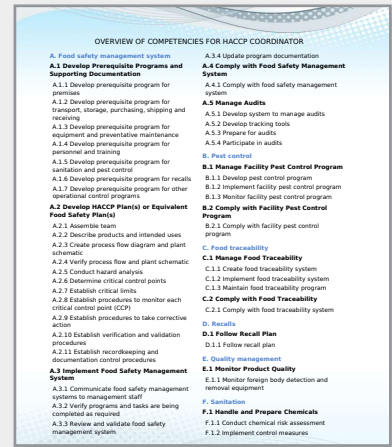 OVERVIEW OF COMPETENCIES FOR HACCP COORDINATOR
A. Food safety management system
A.1 Develop Prerequisite Programs and
Supporting Documentation
A.1.1 Develop prerequisite program for
premises
A.1.2 Develop prerequisite program for
transport, storage, purchasing, shipping and
receiving
A.1.3 Develop prerequisite program for
equipment and preventative maintenance
A.1.4 Develop prerequisite program for
personnel and training
A.1.5 Develop prerequisite program for
sanitation and pest control
A.1.6 Develop prerequisite program for recalls
A.1.7 Develop prerequisite program for other
operational control programs
A.2 Develop HACCP Plan(s) or Equivalent
Food Safety Plan(s)
A.2.1 Assemble team
A.2.2 Describe products and intended uses
A.2.3 Create process flow diagram and plant
schematic
A.2.4 Verify process flow and plant schematic
A.2.5 Conduct hazard analysis
A.2.6 Determine critical control points
A.2.7 Establish critical limits
A.2.8 Establish procedures to monitor each
critical control point (CCP)
A.2.9 Establish procedures to take corrective
action
A.2.10 Establish verification and validation
procedures
A.2.11 Establish recordkeeping and
documentation control procedures
A.3 Implement Food Safety Management
System
A.3.1 Communicate food safety management
systems to management staff
A.3.2 Verify programs and tasks are being
completed as required
A.3.3 Review and validate food safety
management system
A.3.4 Update program documentation
A.4 Comply with Food Safety Management
System
A.4.1 Comply with food safety management
system
A.5 Manage Audits
A.5.1 Develop system to manage audits
A.5.2 Develop tracking tools
A.5.3 Prepare for audits
A.5.4 Participate in audits
B. Pest control
B.1 Manage Facility Pest Control Program
B.1.1 Develop pest control program
B.1.2 Implement facility pest control program
B.1.3 Monitor facility pest control program
B.2 Comply with Facility Pest Control
Program
B.2.1 Comply with facility pest control
program
C. Food traceability
C.1 Manage Food Traceability
C.1.1 Create food traceability system
C.1.2 Implement food traceability system
C.1.3 Maintain food traceability program
C.2 Comply with Food Traceability
C.2.1 Comply with food traceability system
D. Recalls
D.1 Follow Recall Plan
D.1.1 Follow recall plan
E. Quality management
E.1 Monitor Product Quality
E.1.1 Monitor foreign body detection and
removal equipment
F. Sanitation
F.1 Handle and Prepare Chemicals
F.1.1 Conduct chemical risk assessment
F.1.2 Implement control measures